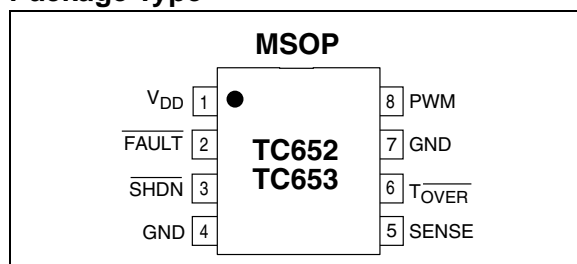 Package Type
MSOP
VDD 1
FAULT 2
SHDN 3
GND 4
TC652
TC653
8 PWM
7 GND
6 TOVER
5 SENSE